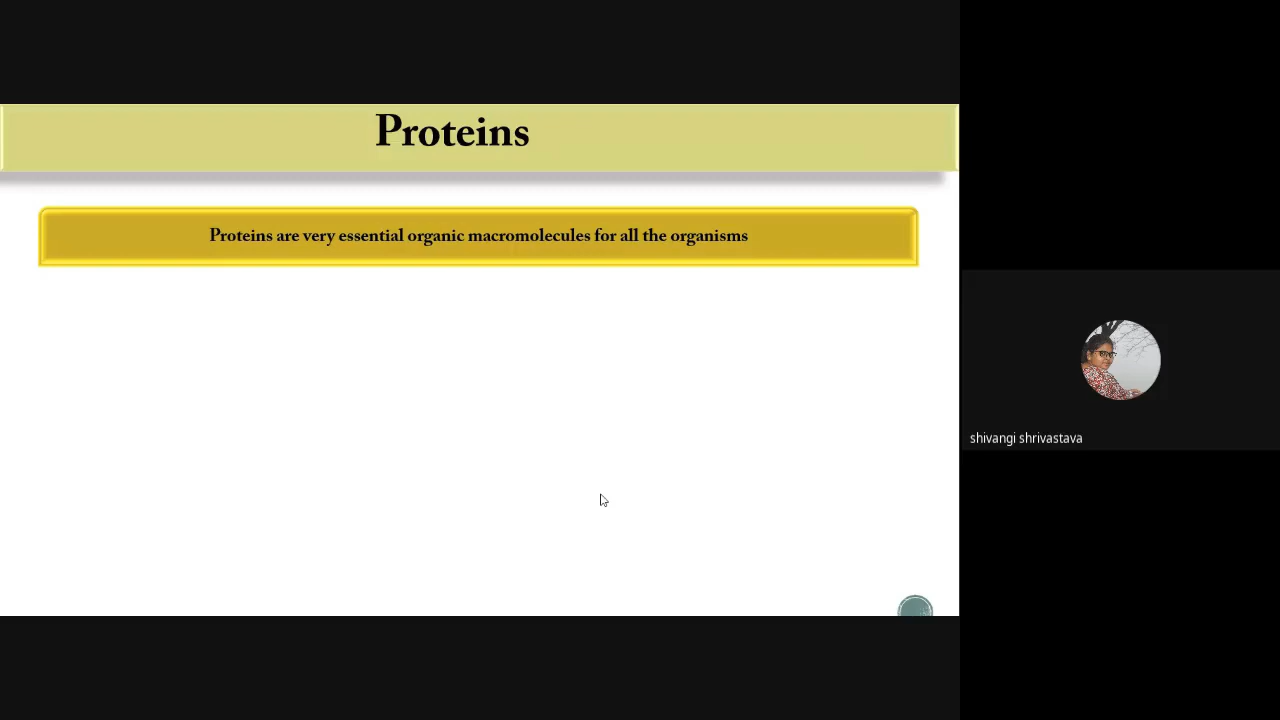 Proteins
Proteins are very essential organic macromolecules for all the organisms
shivangi shrivastava